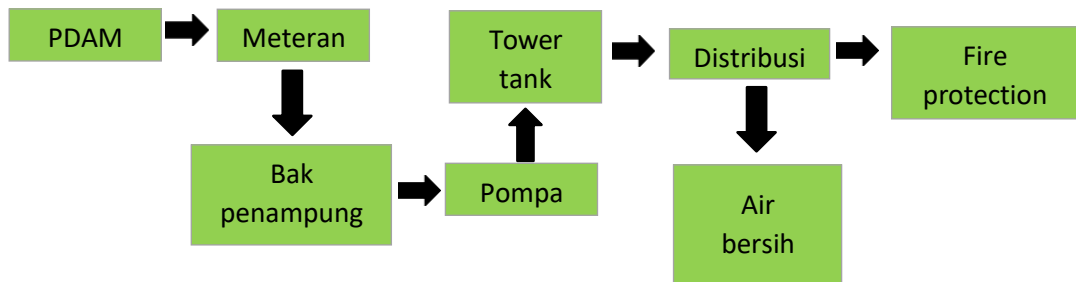 PDAM
Meteran
Bak
penampung
Pompa
Tower
tank
Distribusi
Fire
protection
Air
bersih